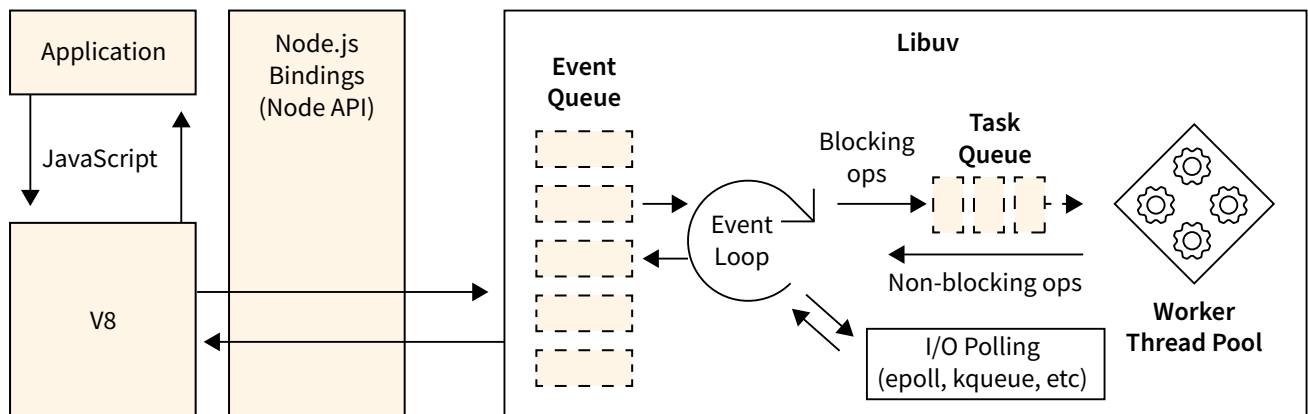 Application
JavaScript
V8
Node.js
Bindings
(Node API)
Libuv
Event
Queue
Event
Loop
Blocking
ops
Task
Queue
Non-blocking ops
Worker
Thread Pool
I/O Polling
(epoll, kqueue, etc)